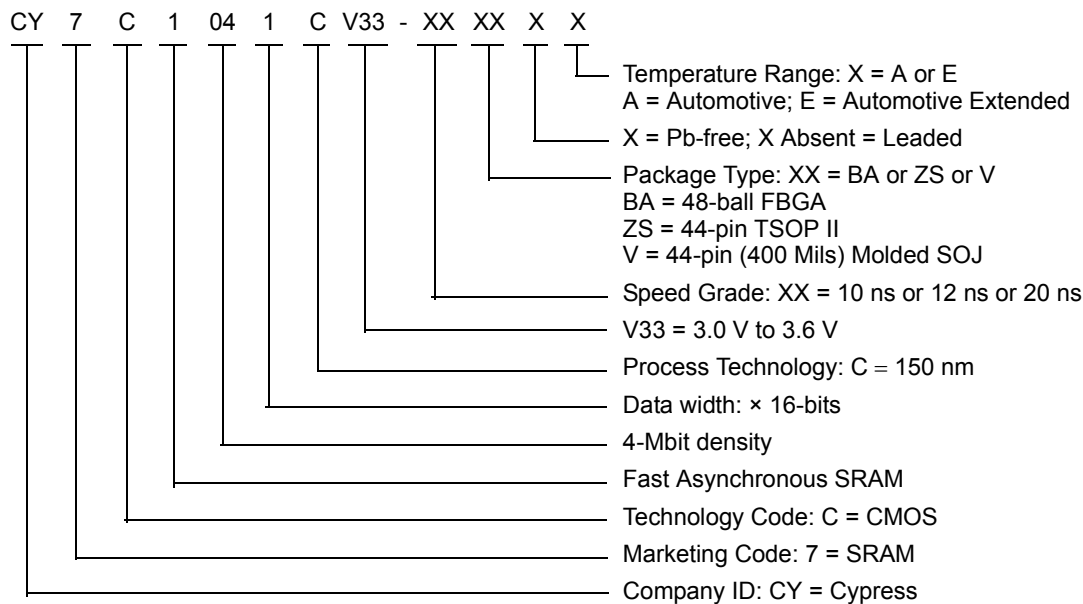 CY 7 C 1 04 1 C V33 - XX XX X X
Temperature Range: X = A or E
A = Automotive; E = Automotive Extended
X = Pb-free; X Absent = Leaded
Package Type: XX = BA or ZS or V
BA = 48-ball FBGA
ZS = 44-pin TSOP II
V = 44-pin (400 Mils) Molded SOJ
Speed Grade: XX = 10 ns or 12 ns or 20 ns
V33 = 3.0 V to 3.6 V
Process Technology: C = 150 nm
Data width: × 16-bits
4-Mbit density
Fast Asynchronous SRAM
Technology Code: C = CMOS
Marketing Code: 7 = SRAM
Company ID: CY = Cypress